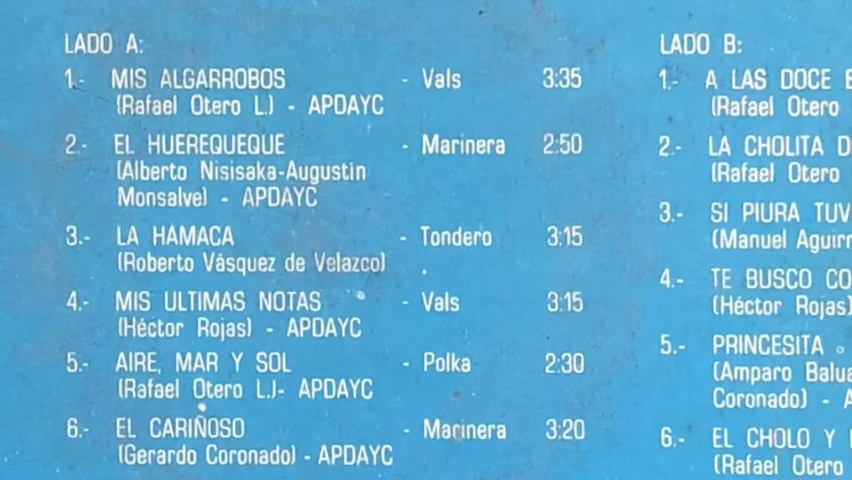 LADO A:
1.- MIS ALGARROBOS - Vals 3:35
(Rafael Otero L.) - APDAYC
2.- EL HUEREQUEQUE - Marinera 2:50
(Alberto Nisisaka-Augustin
Monsalve) - APDAYC
3.- LA HAMACA - Tondero 3:15
(Roberto Vásquez de Velazco)
4.- MIS ULTIMAS NOTAS - Vals 3:15
(Héctor Rojas) - APDAYC
5.- AIRE, MAR Y SOL - Polka 2:30
(Rafael Otero L.)- APDAYC
6.- EL CARIÑOSO - Marinera 3:20
(Gerardo Coronado) - APDAYC
LADO B:
1.- A LAS DOCE
(Rafael Otero
2.- LA CHOLITA
(Rafael Otero
3.- SI PIURA TUV
(Manuel Aguirr
4.- TE BUSCO CO
(Héctor Rojas)
5.- PRINCESITA
(Amparo Balua
Coronado) -
6.- EL CHOLO Y
(Rafael Otero